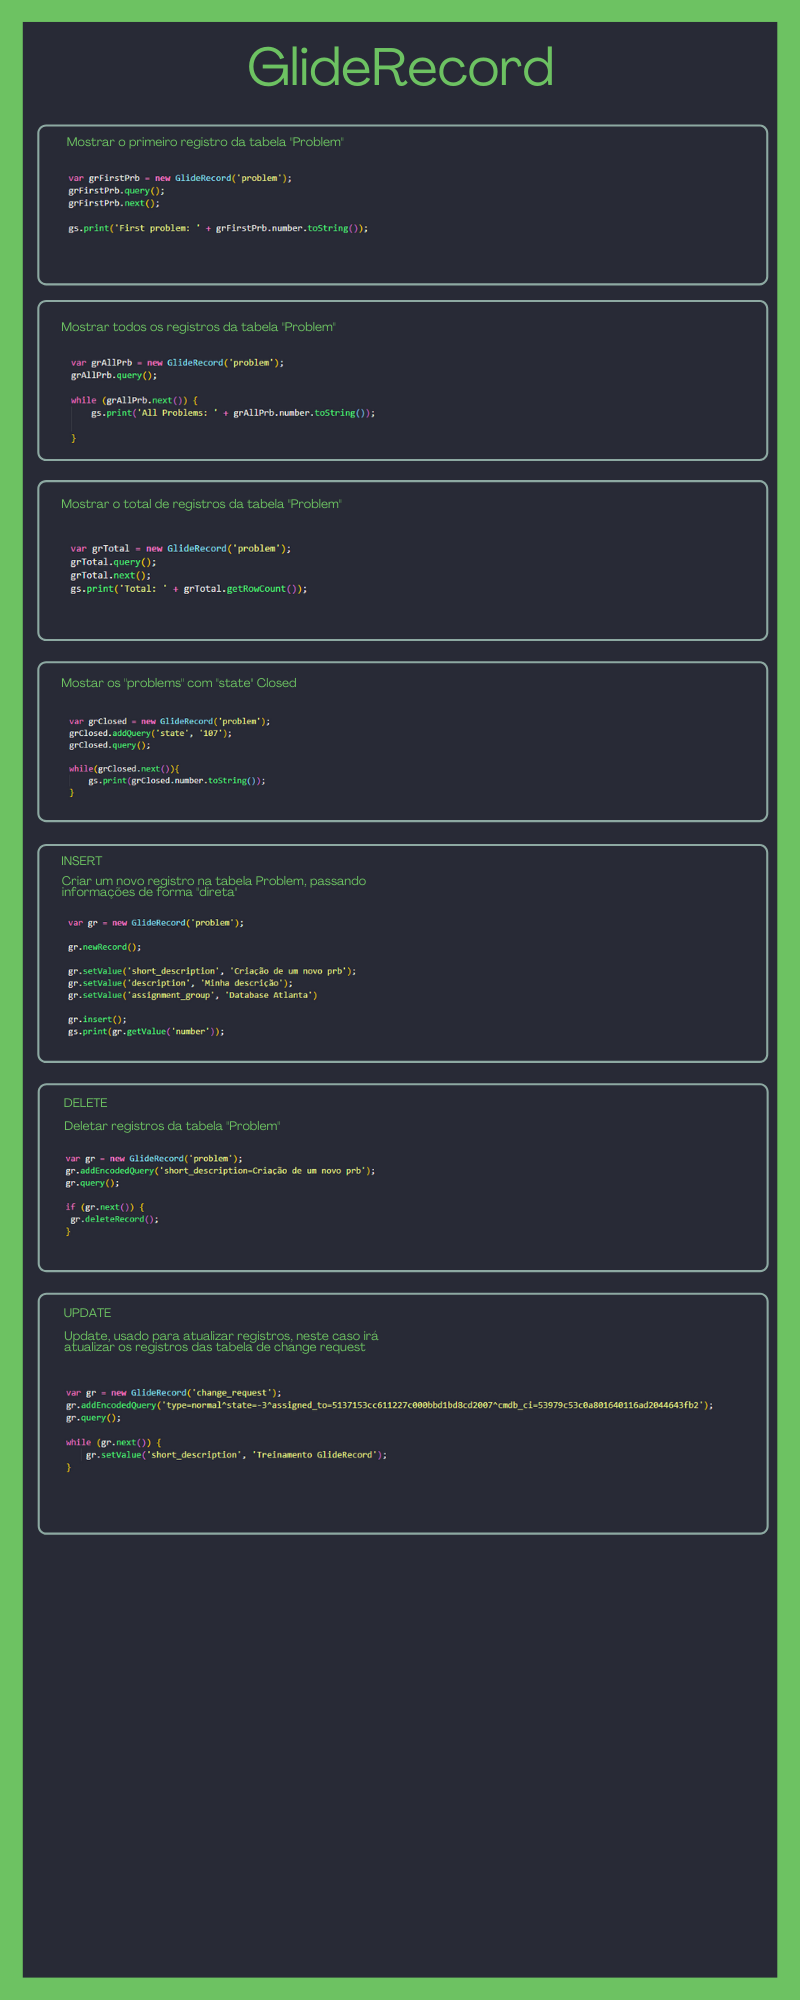 GlideRecord
Mostrar o primeiro registro da tabela "Problem"
var grFirstPrb = new GlideRecord('problem');
grFirstPrb.query();
grFirstPrb.next();
gs.print('First problem: ' + grFirstPrb.number.toString());
Mostrar todos os registros da tabela "Problem"
var grAllPrb = new GlideRecord('problem');
grAllPrb.query();
while (grAllPrb.next()) {
gs.print('All Problems: ' + grAllPrb.number.toString());
}
Mostrar o total de registros da tabela "Problem"
var grTotal = new GlideRecord('problem');
grTotal.query();
grTotal.next();
gs.print('Total: ' + grTotal.getRowCount());
Mostar os "problems" com "state" Closed
var grClosed = new GlideRecord('problem');
grClosed.addQuery('state', '107');
grClosed.query();
while(grClosed.next()){
gs.print(grClosed.number.toString());
}
INSERT
Criar um novo registro na tabela Problem, passando
informações de forma "direta"
var gr = new GlideRecord('problem');
gr.newRecord();
gr.setValue('short_description', 'Criação de um novo prb');
gr.setValue('description', 'Minha descrição');
gr.setValue('assignment_group', 'Database Atlanta')
gr.insert();
gs.print(gr.getValue('number'));
DELETE
Deletar registros da tabela "Problem"
var gr = new GlideRecord('problem');
gr.addEncodedQuery('short_description=Criação de um novo prb');
gr.query();
if (gr.next()) {
gr.deleteRecord();
}
UPDATE
Update, usado para atualizar registros, neste caso irá
atualizar os registros das tabela de change request
var gr = new GlideRecord('change_request');
gr.addEncodedQuery('type=normal^state=-3^assigned_to=5137153cc611227c000bbd1bd8cd2007^cmdb_ci=53979c53c0a801640116ad2044643fb2');
gr.query();
while (gr.next()) {
gr.setValue('short_description', 'Treinamento GlideRecord');
}